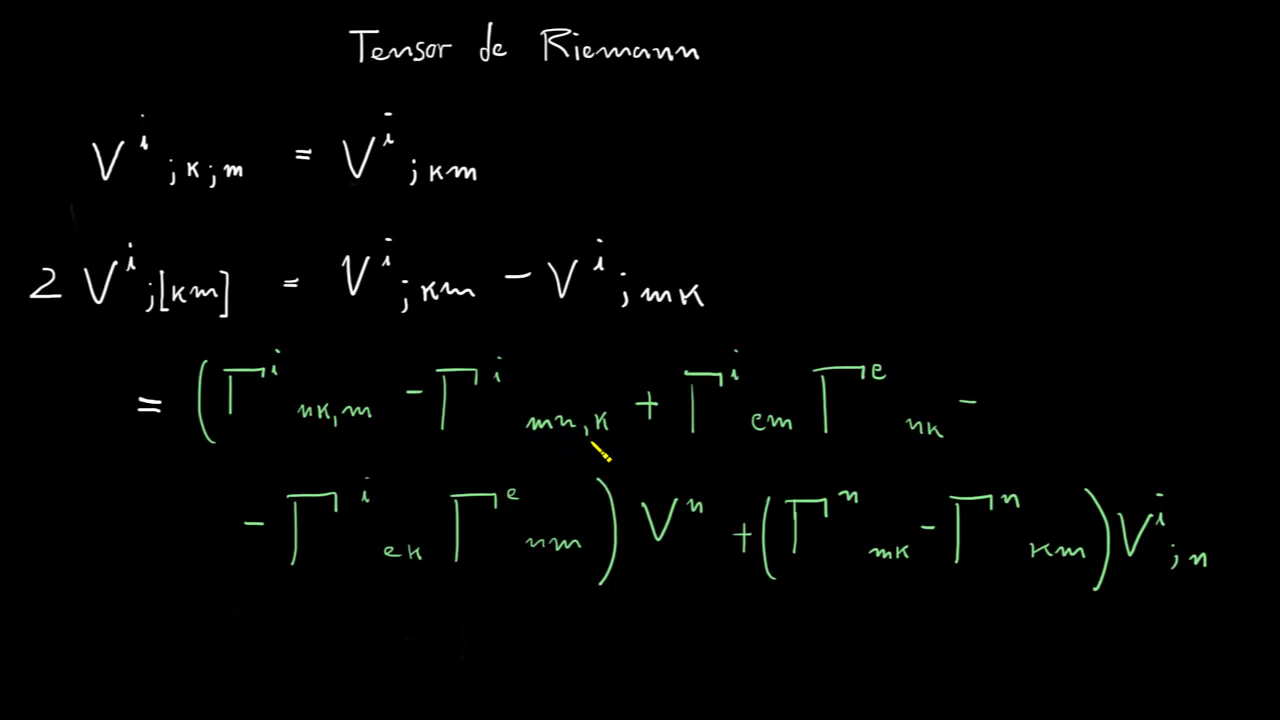 Tensor de Riemann
V^i_{;k;m} = V^i_{;km}
2 V^i_{;[km]} = V^i_{;km} - V^i_{;mk}
= (Γ^i_{nk,m} - Γ^i_{mn,k} + Γ^i_{em} Γ^e_{nk} -
- Γ^i_{ek} Γ^e_{nm}) V^n + (Γ^n_{mk} - Γ^n_{km}) V^i_{;n}